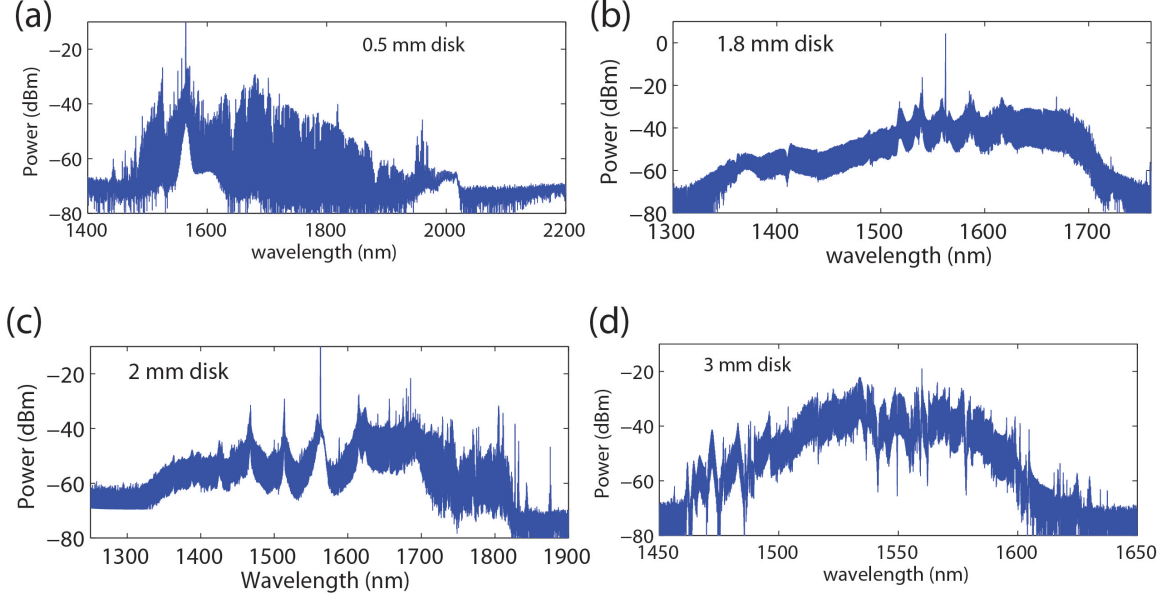 (a)
0.5 mm disk
Power (dBm)
−20
−40
−60
−80
1400 1600 1800 2000 2200
wavelength (nm)
(b)
1.8 mm disk
Power (dBm)
0
−20
−40
−60
−80
1300 1400 1500 1600 1700
wavelength (nm)
(c)
2 mm disk
Power (dBm)
−20
−40
−60
−80
1300 1400 1500 1600 1700 1800 1900
Wavelength (nm)
(d)
3 mm disk
Power (dBm)
−20
−40
−60
−80
1450 1500 1550 1600 1650
wavelength (nm)